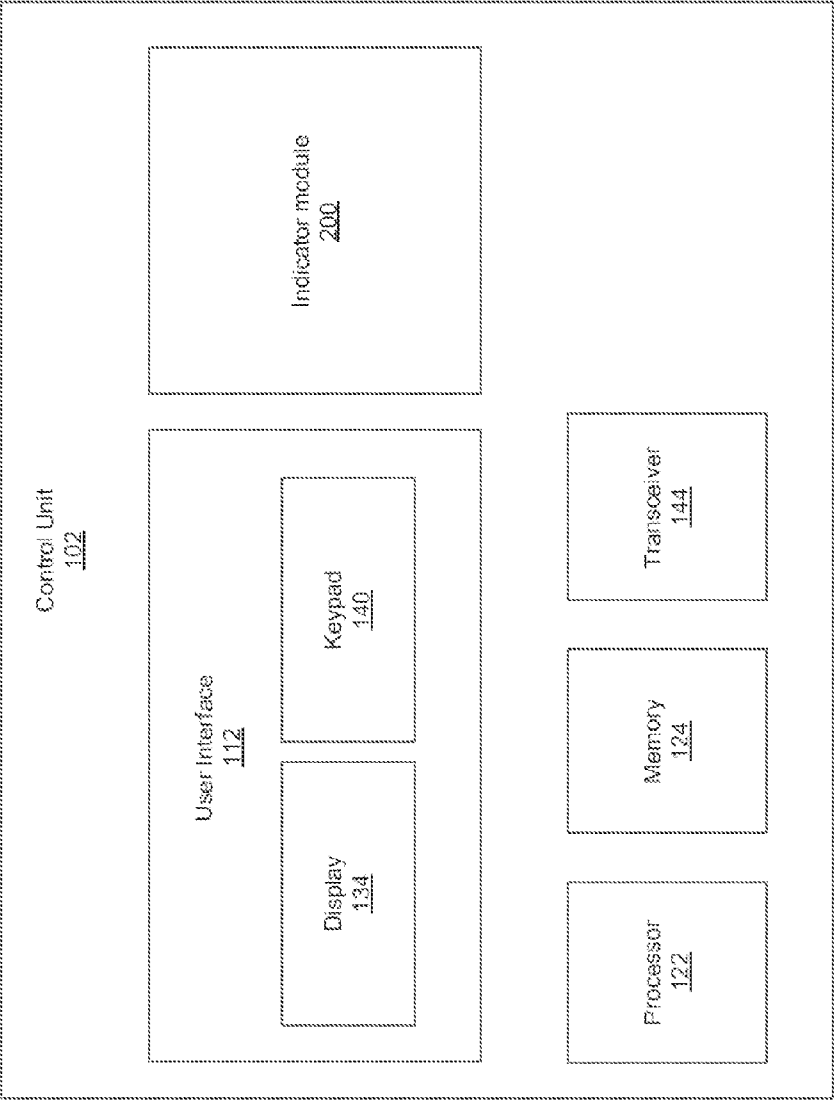 Control Unit
102
User Interface
112
Display
134
Keypad
140
Indicator module
200
Processor
122
Memory
124
Transceiver
144